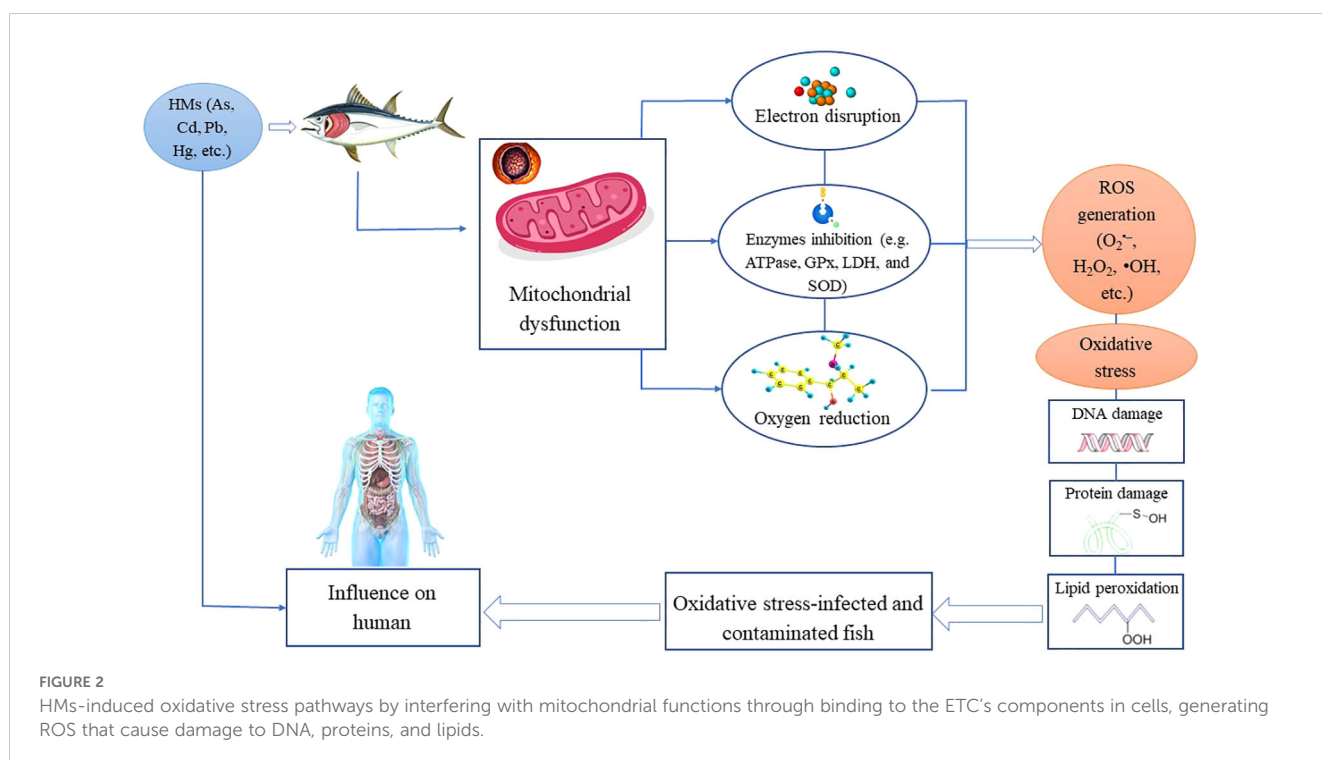 HMs (As,
Cd, Pb,
Hg, etc.)
Mitochondrial
dysfunction
Electron disruption
Enzymes inhibition (e.g.
ATPase, GPx, LDH, and
SOD)
Oxygen reduction
ROS
generation
(O₂•⁻,
H₂O₂, •OH,
etc.)
Oxidative
stress
DNA damage
Protein damage
S-OH
Lipid peroxidation
OOH
Oxidative stress-infected and
contaminated fish
Influence on
human
FIGURE 2
HMs-induced oxidative stress pathways by interfering with mitochondrial functions through binding to the ETC's components in cells, generating
ROS that cause damage to DNA, proteins, and lipids.